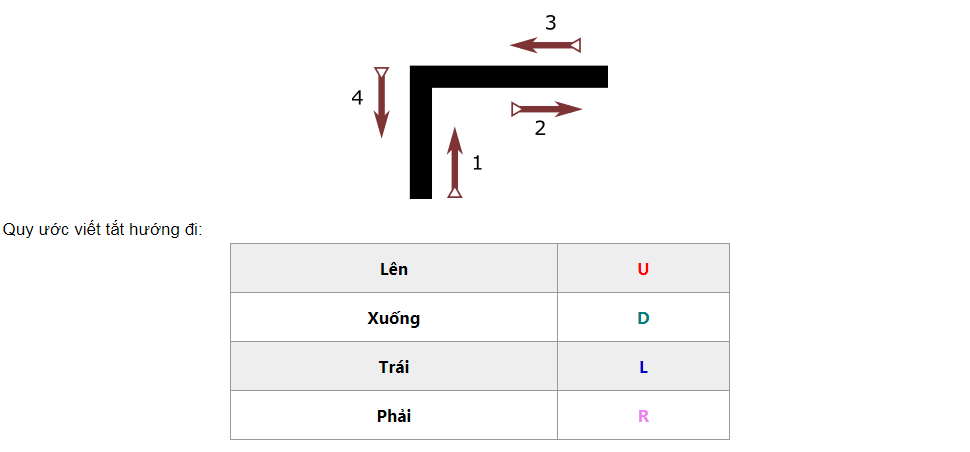 3
4
2
1
Quy ước viết tắt hướng đi:
Lên U
Xuống D
Trái L
Phải R